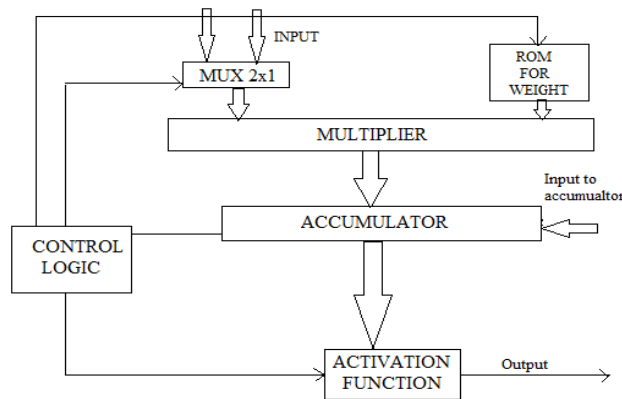 INPUT
MUX 2x1
ROM
FOR
WEIGHT
MULTIPLIER
Input to
accumualtor
ACCUMULATOR
CONTROL
LOGIC
ACTIVATION
FUNCTION
Output